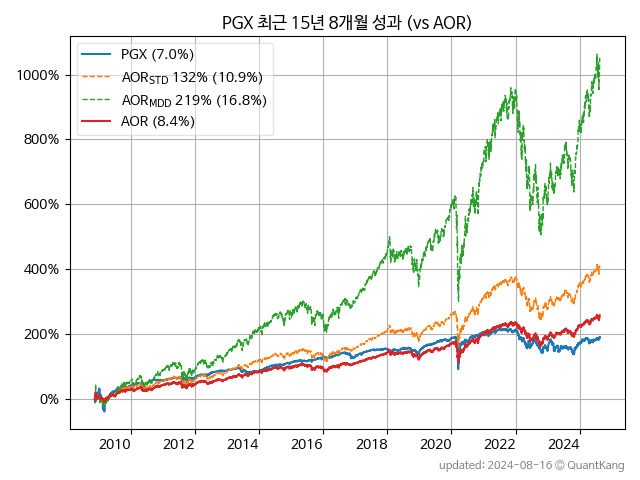 PGX 최근 15년 8개월 성과 (vs AOR)
PGX (7.0%)
AOR_STD 132% (10.9%)
AOR_MDD 219% (16.8%)
AOR (8.4%)
1000%
800%
600%
400%
200%
0%
2010 2012 2014 2016 2018 2020 2022 2024
updated: 2024-08-16 © QuantKang